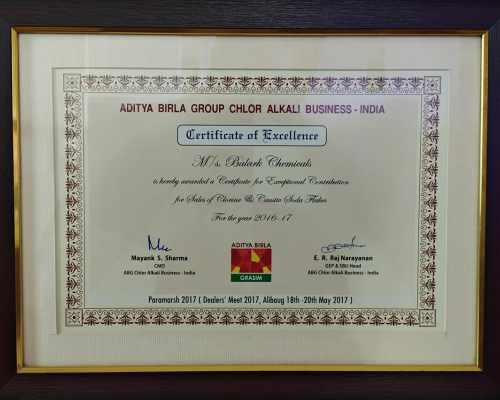 ADITYA BIRLA GROUP CHLOR ALKALI BUSINESS - INDIA
Certificate of Excellence
M/s. Balark Chemicals
is hereby awarded a Certificate for Exceptional Contribution
for Sales of Clorine & Caustic Soda Flakes
For the year 2016-17
Mayank S. Sharma
CMO
ABG Chlor Alkali Business - India
ADITYA BIRLA
GRASIM
E. R. Raj Narayanan
GEP & SBU Head
ABG Chlor Alkali Business - India
Paramarsh 2017 ( Dealers' Meet 2017, Alibaug 18th -20th May 2017 )